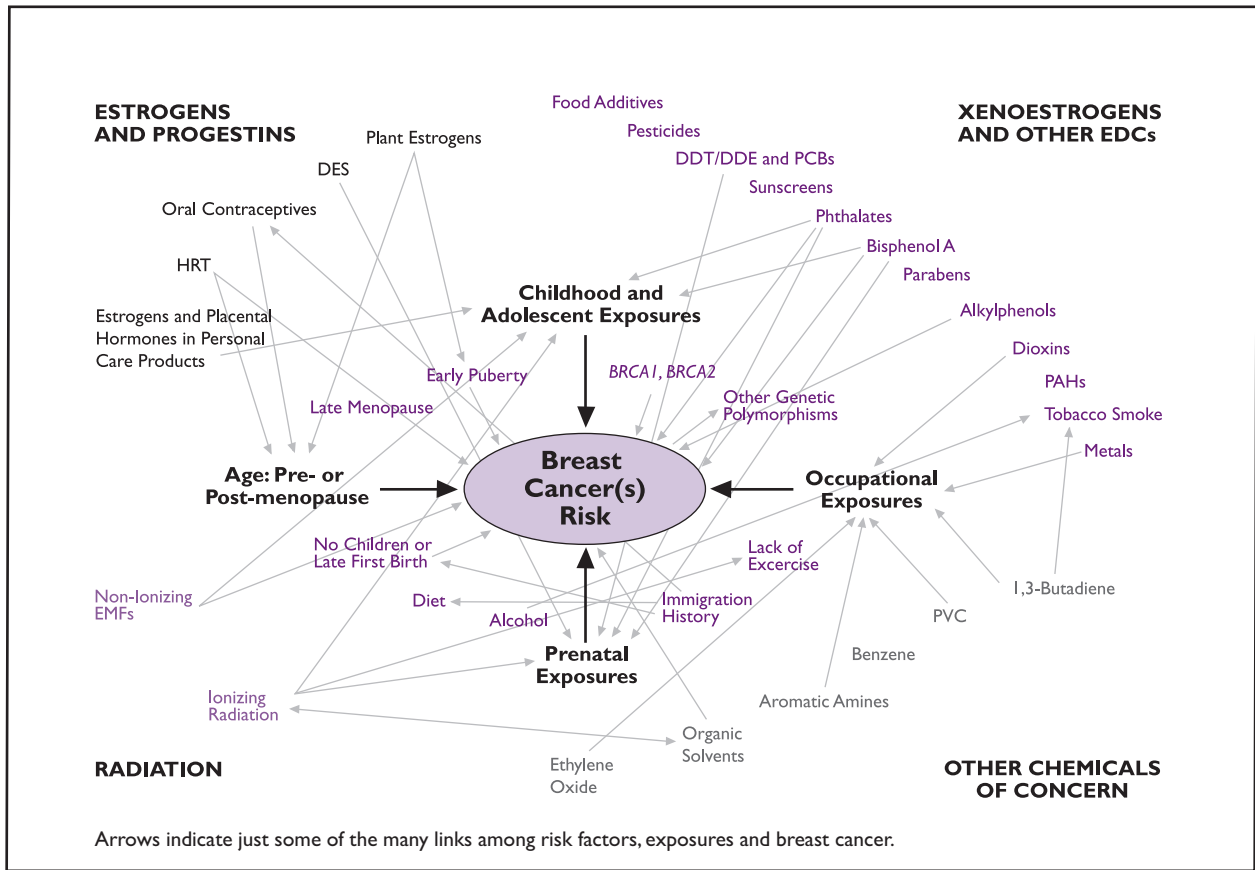 ESTROGENS
AND PROGESTINS
Food Additives
XENOESTROGENS
AND OTHER EDCs
Plant Estrogens
Pesticides
DES
DDT/DDE and PCBs
Sunscreens
Oral Contraceptives
Phthalates
HRT
Bisphenol A
Parabens
Childhood and
Adolescent Exposures
Estrogens and Placental
Hormones in Personal
Care Products
Alkylphenols
Dioxins
Early Puberty
BRCA1, BRCA2
PAHs
Late Menopause
Other Genetic
Polymorphisms
Tobacco Smoke
Metals
Age: Pre- or
Post-menopause
Breast
Cancer(s)
Risk
Occupational
Exposures
No Children or
Late First Birth
Lack of
Excercise
Non-Ionizing
EMFs
Diet
Alcohol
Immigration
History
1,3-Butadiene
PVC
Prenatal
Exposures
Benzene
Ionizing
Radiation
Aromatic Amines
Organic
Solvents
Ethylene
Oxide
RADIATION
OTHER CHEMICALS
OF CONCERN
Arrows indicate just some of the many links among risk factors, exposures and breast cancer.